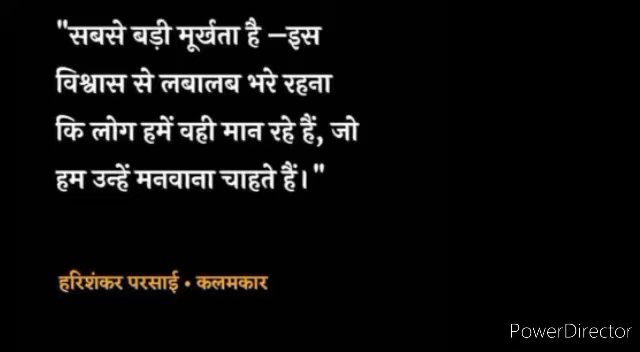 "सबसे बड़ी मूर्खता है –इस
विश्वास से लबालब भरे रहना
कि लोग हमें वही मान रहे हैं, जो
हम उन्हें मनवाना चाहते हैं।"
हरिशंकर परसाई • कलमकार
PowerDirector